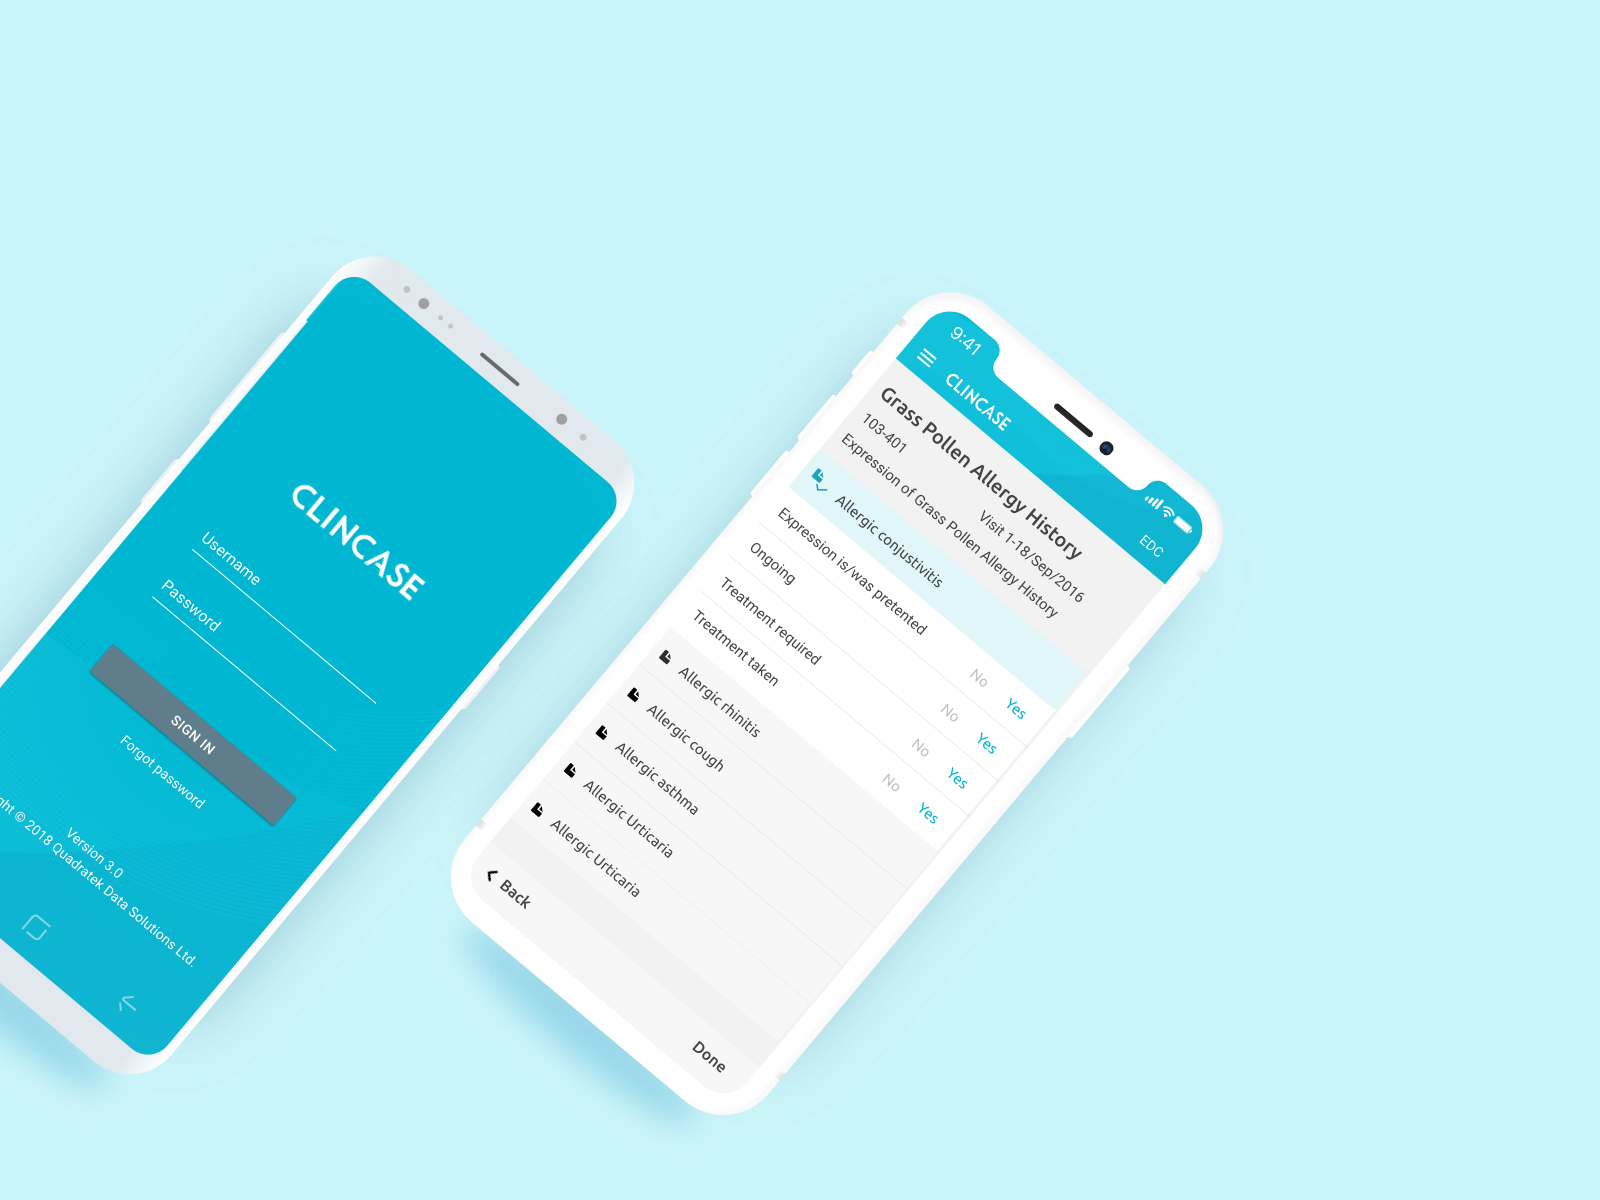 CLINCASE
Username
Password
SIGN IN
Forgot password
Version 3.0
© 2018 Quadratek Data Solutions Ltd.
9:41
CLINCASE
EDC
Grass Pollen Allergy History
103-401
Visit 1-18/Sep/2016
Expression of Grass Pollen Allergy History
Allergic conjustivitis
Expression is/was pretented No Yes
Ongoing No Yes
Treatment required No Yes
Treatment taken No Yes
Allergic rhinitis
Allergic cough
Allergic asthma
Allergic Urticaria
Allergic Urticaria
Back Done